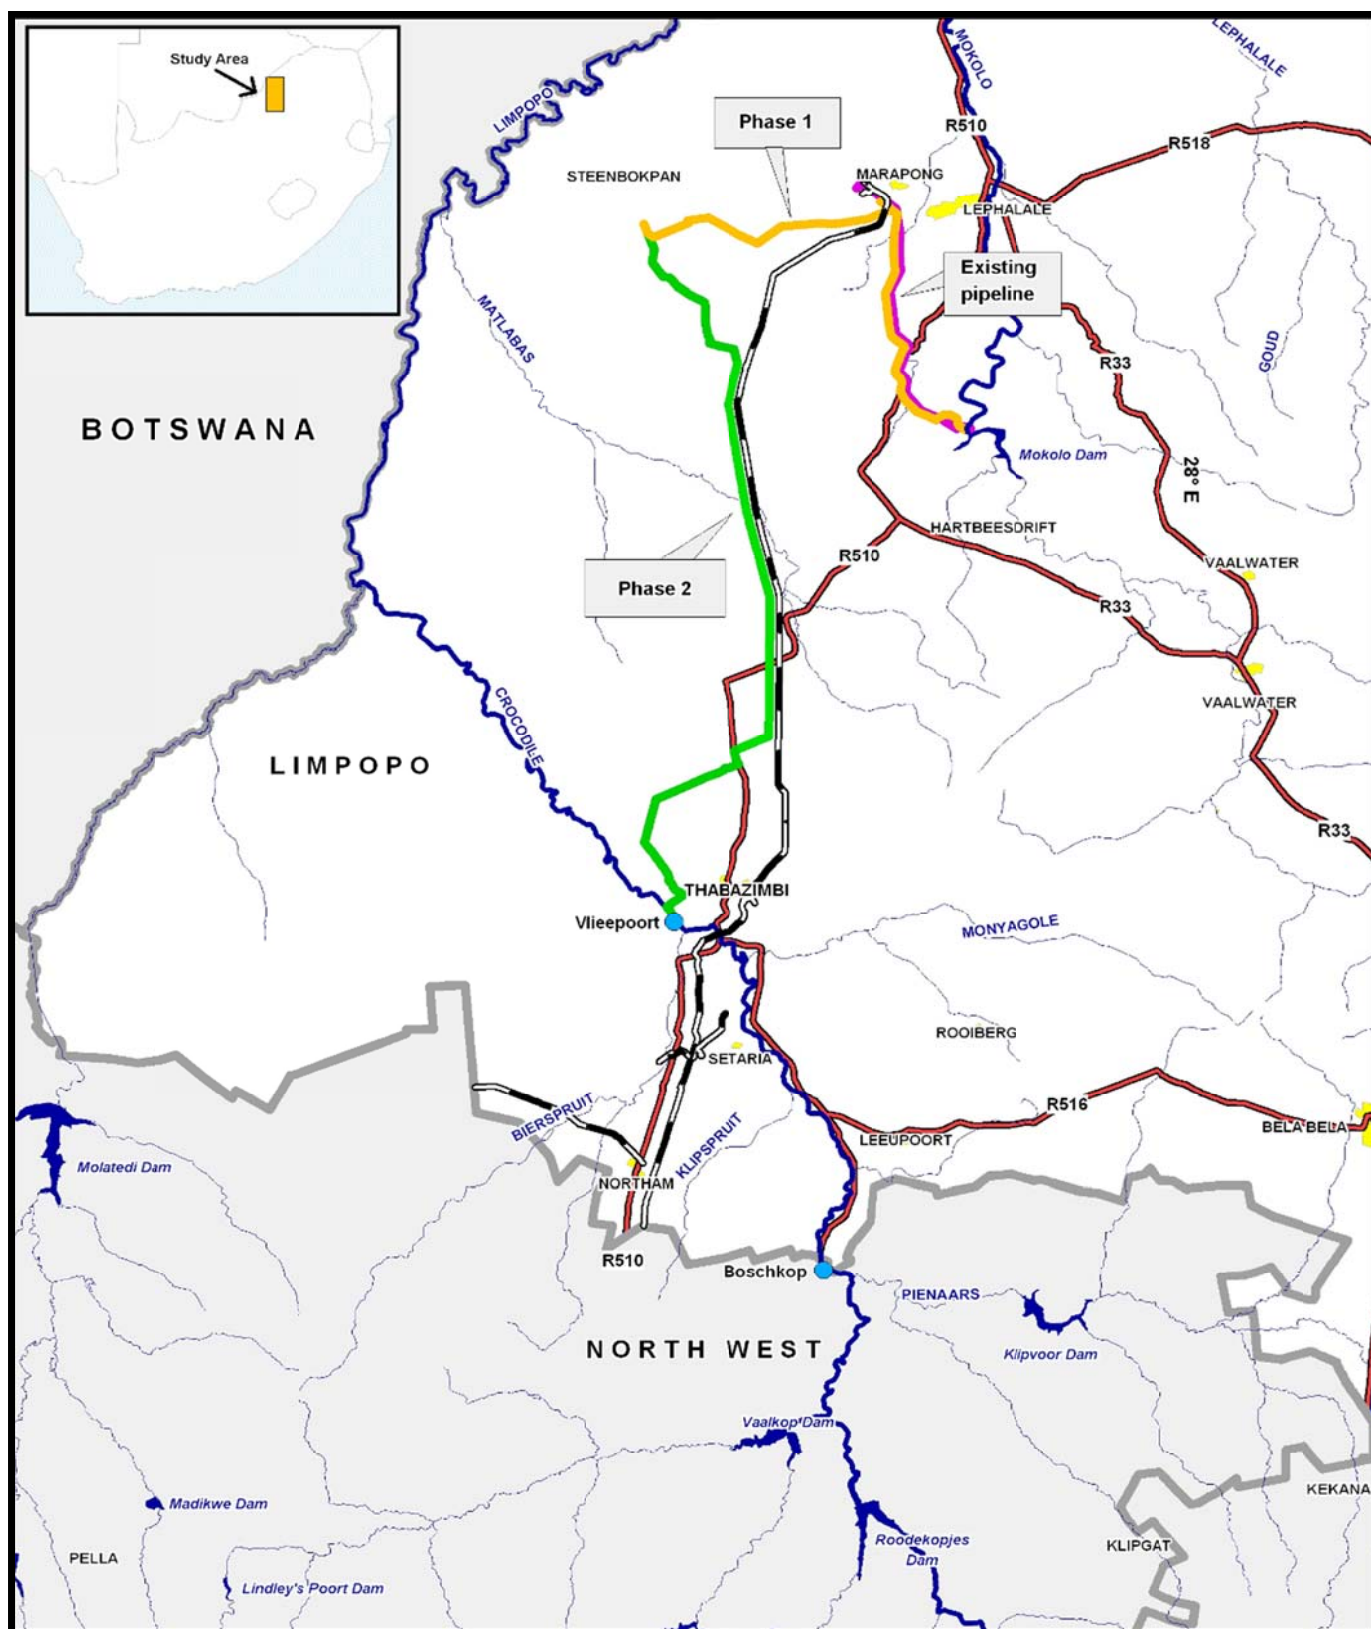 Study Area
LIMPOPO
MOKOLO
LEPHALALE
Phase 1
R510
R518
STEENBOKPAN
MARAPONG
LEPHALALE
Existing
pipeline
MATLABAS
GOUD
R33
BOTSWANA
Mokolo Dam
28° E
HARTBEESDRIFT
R510
VAALWATER
Phase 2
R33
CROCODILE
VAALWATER
LIMPOPO
R33
THABAZIMBI
Vlieepoort
MONYAGOLE
ROOIBERG
SETARIA
BIERSPRUIT
R516
KLIPSPRUIT
LEEUPOORT
BELA BELA
Molatedi Dam
NORTHAM
R510
Boschkop
PIENAARS
NORTH WEST
Klipvoor Dam
Vaalkop Dam
KEKANA
Madikwe Dam
Roodekopjes
Dam
KLIPGAT
PELLA
Lindley's Poort Dam